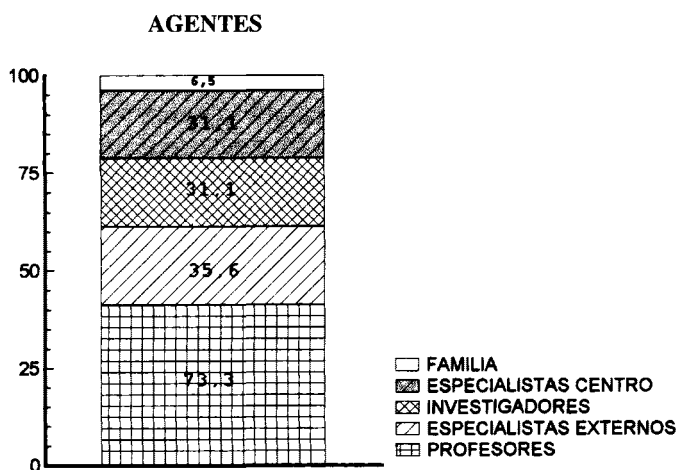 AGENTES
100
75
50
25
0
6,5
31,1
31,1
35,6
73,3
FAMILIA
ESPECIALISTAS CENTRO
INVESTIGADORES
ESPECIALISTAS EXTERNOS
PROFESORES